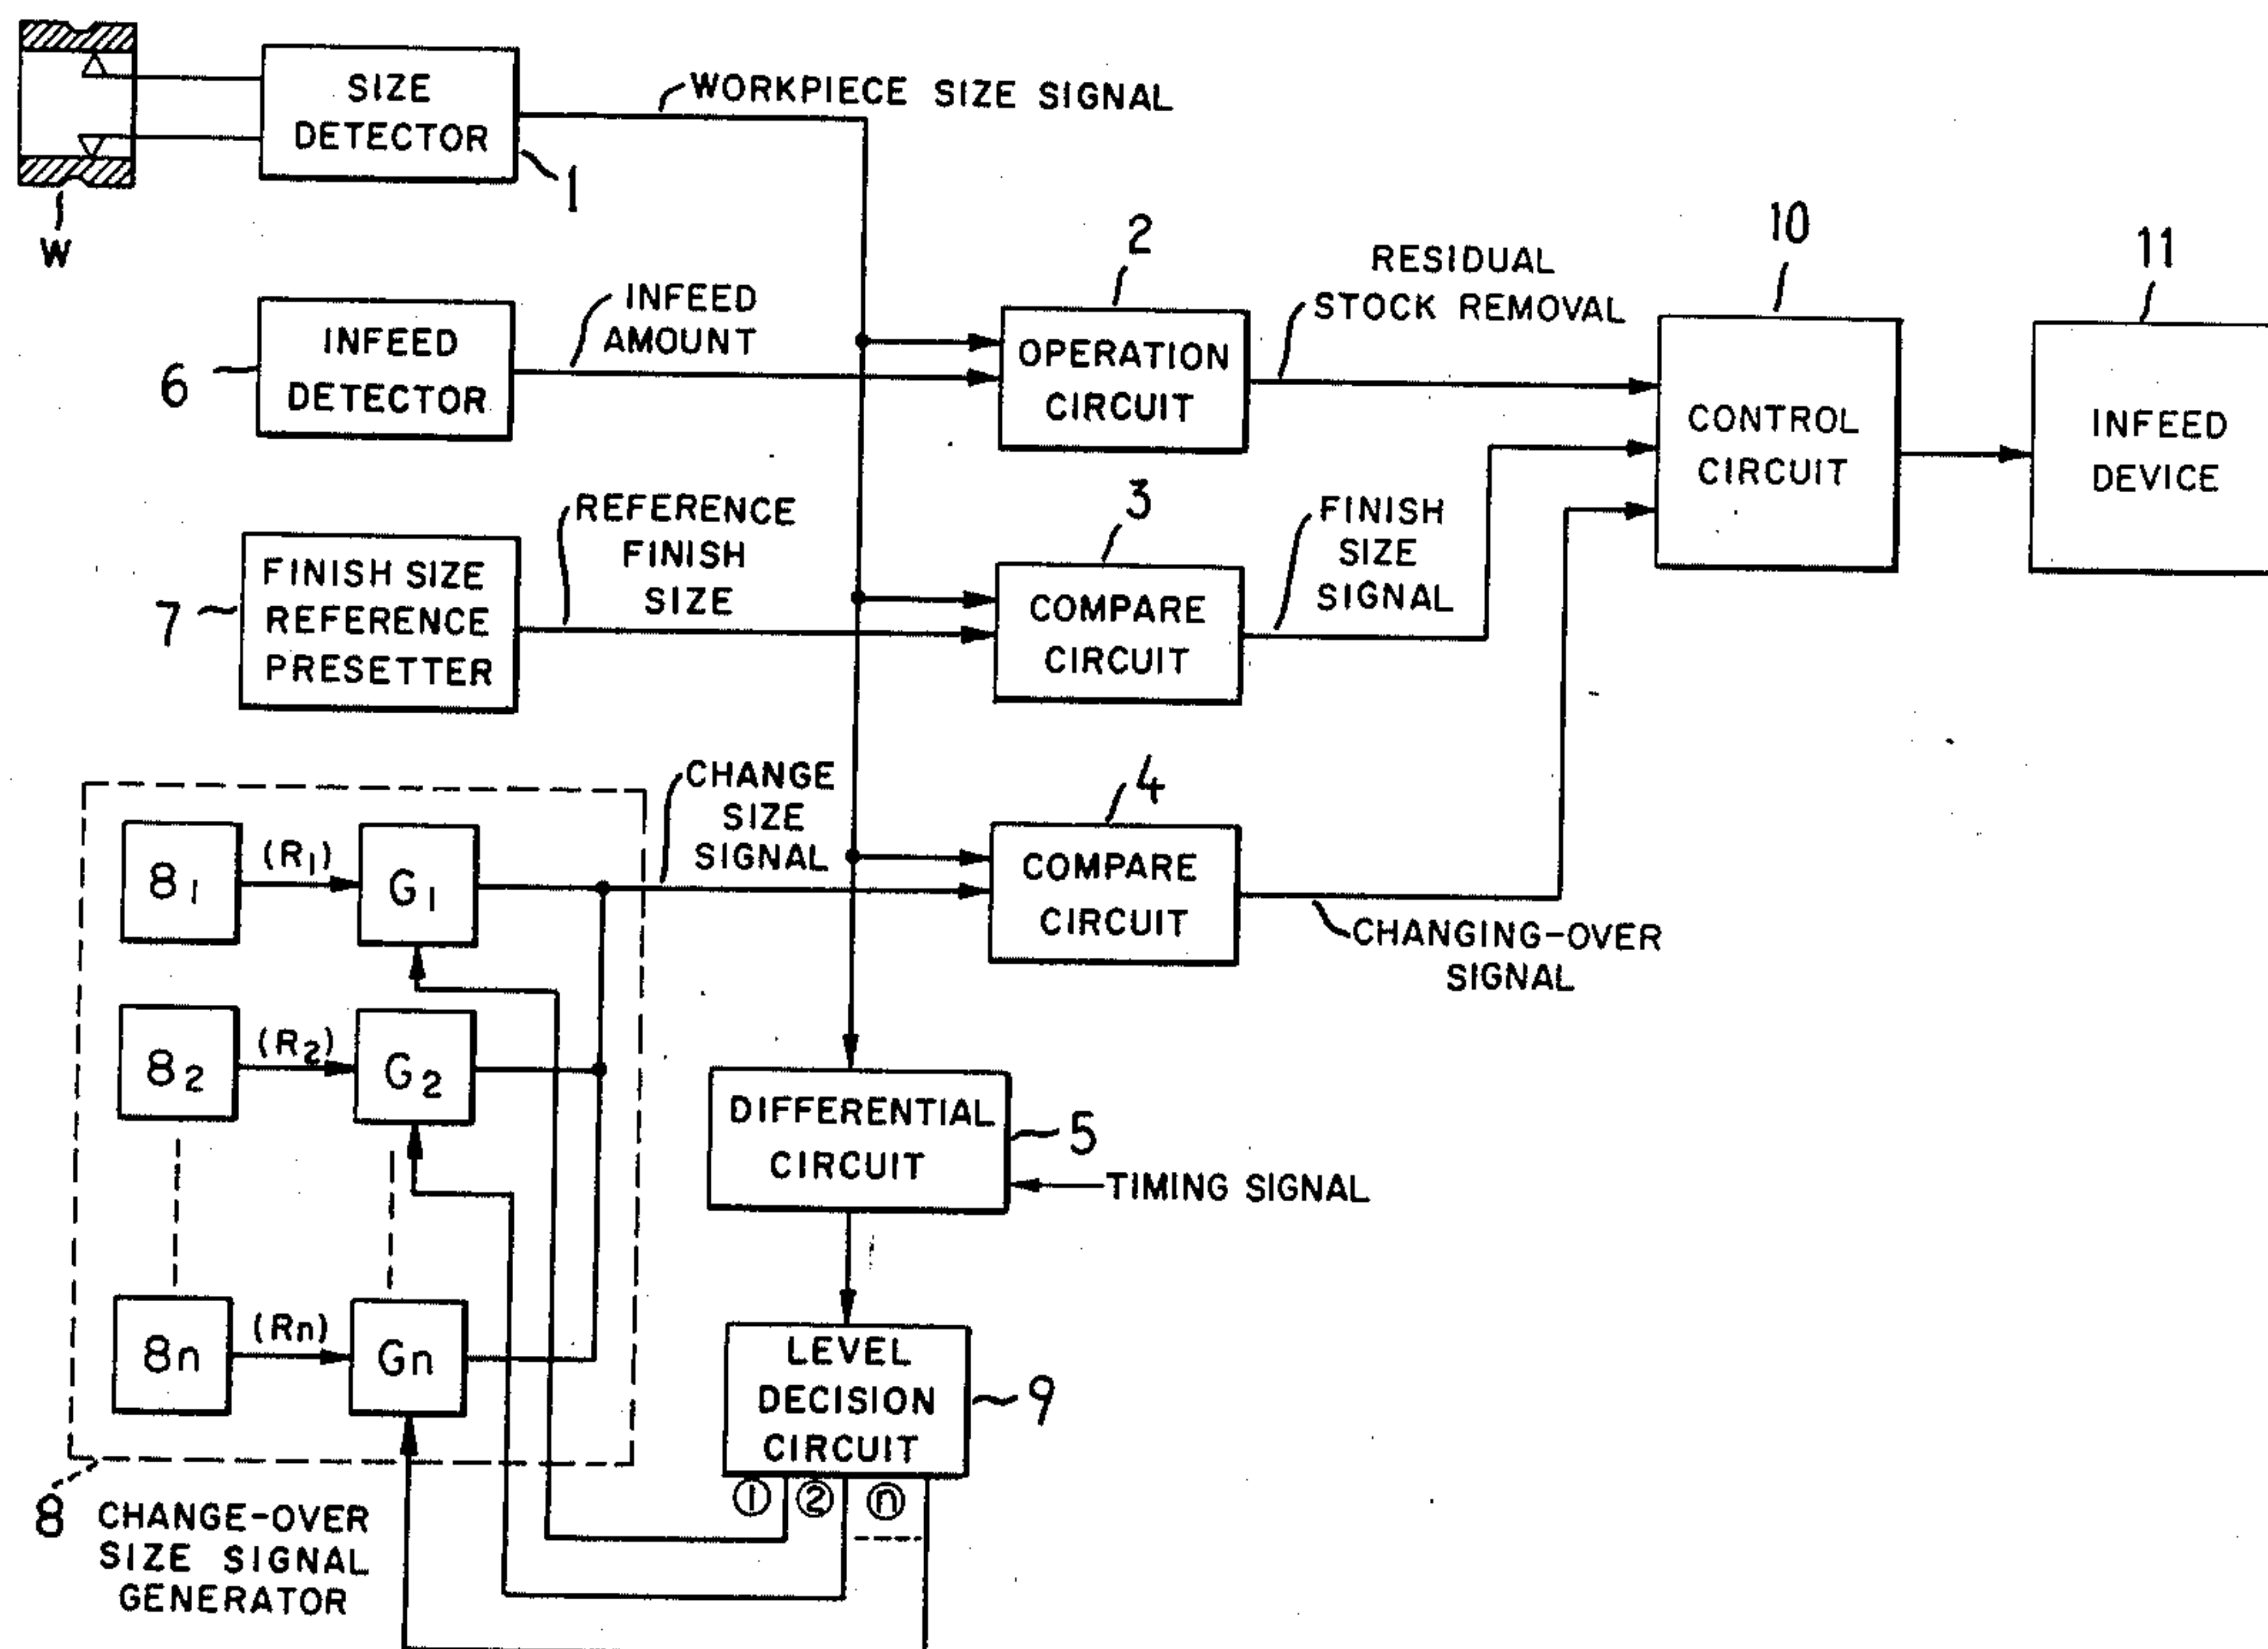 SIZE
DETECTOR
WORKPIECE SIZE SIGNAL
1
W
2
10
11
RESIDUAL
STOCK REMOVAL
INFEED
AMOUNT
INFEED
DETECTOR
6
OPERATION
CIRCUIT
CONTROL
CIRCUIT
INFEED
DEVICE
REFERENCE
FINISH
SIZE
3
FINISH
SIZE
SIGNAL
7
FINISH SIZE
REFERENCE
PRESETTER
COMPARE
CIRCUIT
CHANGE
SIZE
SIGNAL
4
8₁
(R₁)
G₁
COMPARE
CIRCUIT
CHANGING-OVER
SIGNAL
8₂
(R₂)
G₂
DIFFERENTIAL
CIRCUIT
5
TIMING SIGNAL
8n
(Rn)
Gn
LEVEL
DECISION
CIRCUIT
9
① ② ⓝ
8 CHANGE-OVER
SIZE SIGNAL
GENERATOR